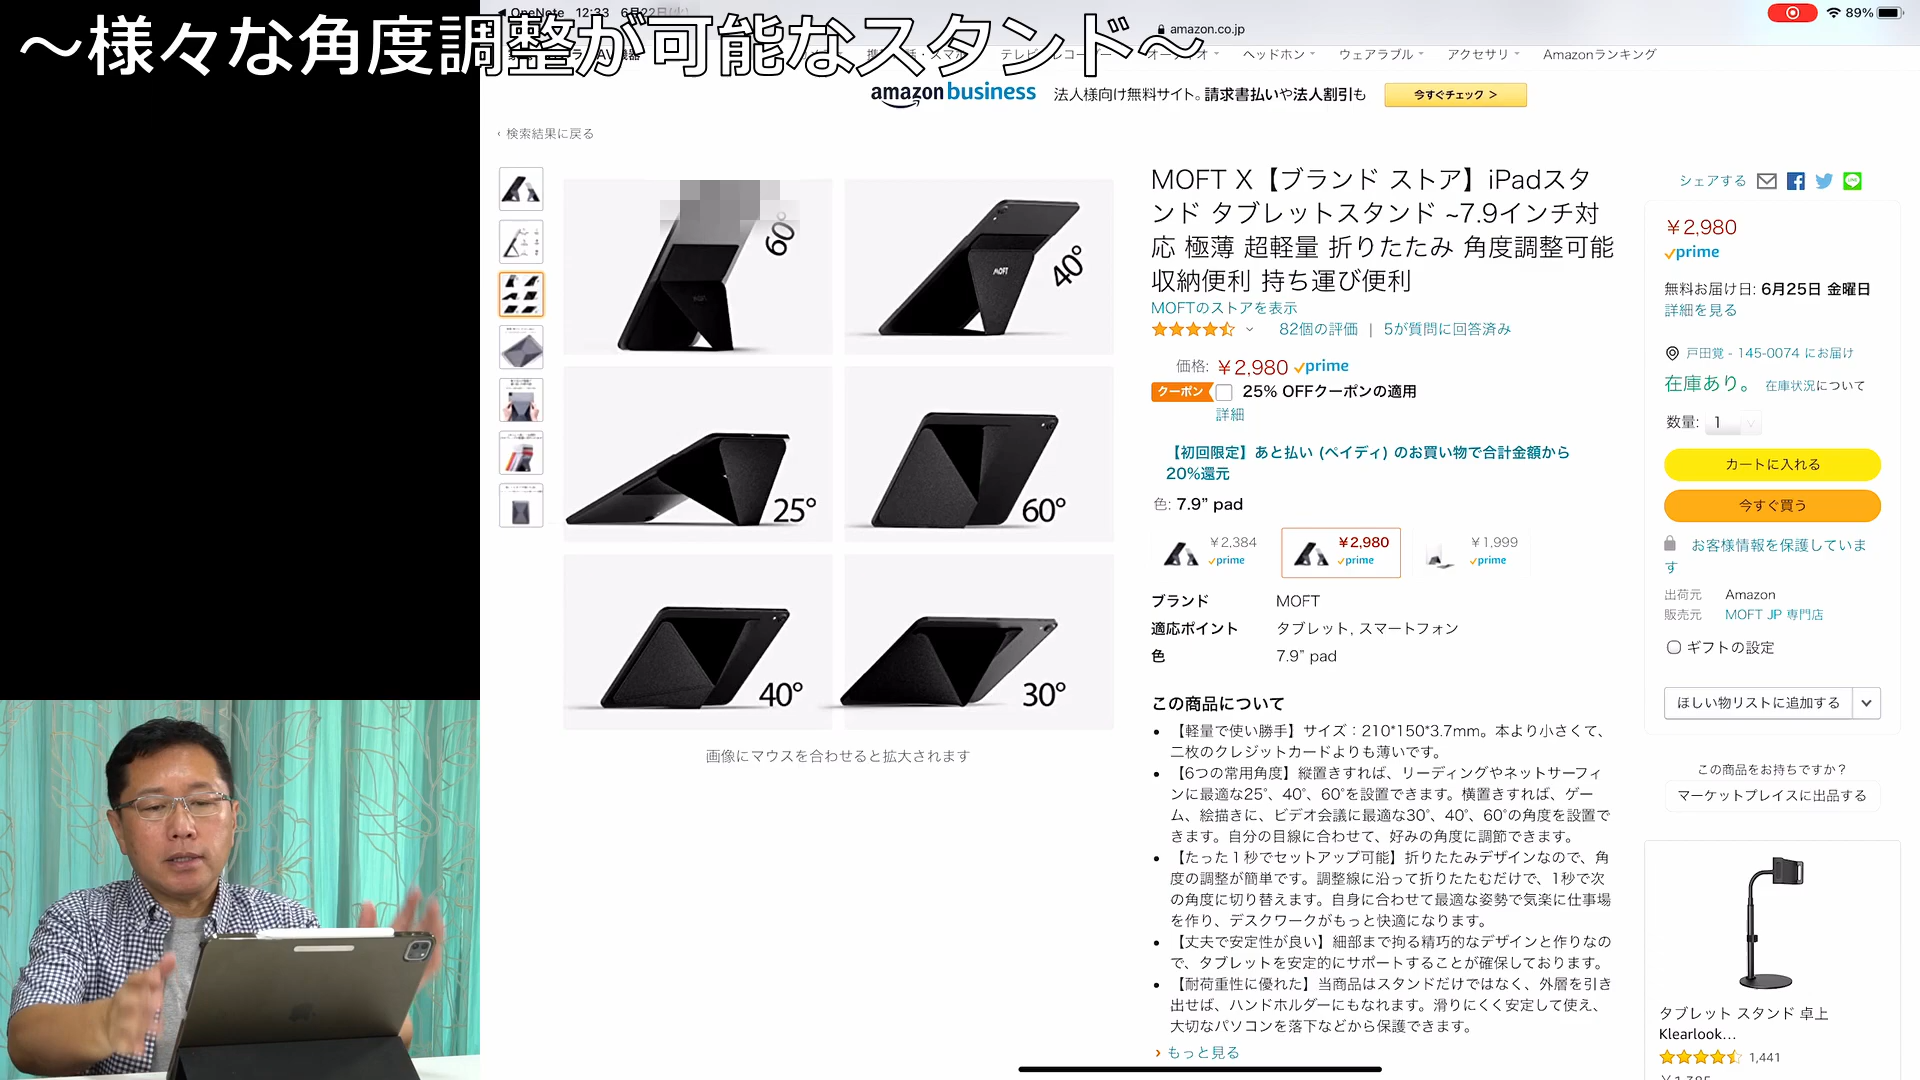 ～様々な角度調整が可能なスタンド～
OneNote 12:33 6月22日(火)
amazon.co.jp
89%
ヘッドホン
ウェアラブル
アクセサリ
Amazonランキング
amazon business
法人様向け無料サイト。請求書払いや法人割引も
今すぐチェック >
‹ 検索結果に戻る
60°
40°
25°
60°
40°
30°
画像にマウスを合わせると拡大されます
MOFT X【ブランド ストア】iPadスタ
ンド タブレットスタンド ~7.9インチ対
応 極薄 超軽量 折りたたみ 角度調整可能
収納便利 持ち運び便利
MOFTのストアを表示
82個の評価 | 5が質問に回答済み
価格: ￥2,980 prime
クーポン 25% OFFクーポンの適用
詳細
【初回限定】あと払い (ペイディ) のお買い物で合計金額から
20%還元
色: 7.9” pad
￥2,384
prime
￥2,980
prime
￥1,999
prime
ブランド MOFT
適応ポイント タブレット, スマートフォン
色 7.9” pad
この商品について
• 【軽量で使い勝手】サイズ：210*150*3.7mm。本より小さくて、
二枚のクレジットカードよりも薄いです。
• 【6つの常用角度】縦置きすれば、リーディングやネットサーフィ
ンに最適な25°、40°、60°を設置できます。横置きすれば、ゲー
ム、絵描きに、ビデオ会議に最適な30°、40°、60°の角度を設置で
きます。自分の目線に合わせて、好みの角度に調節できます。
• 【たった１秒でセットアップ可能】折りたたみデザインなので、角
度の調整が簡単です。調整線に沿って折りたたむだけで、1秒で次
の角度に切り替えます。自身に合わせて最適な姿勢で気楽に仕事場
を作り、デスクワークがもっと快適になります。
• 【丈夫で安定性が良い】細部まで拘る精巧的なデザインと作りなの
で、タブレットを安定的にサポートすることが確保しております。
• 【耐荷重性に優れた】当商品はスタンドだけではなく、外層を引き
出せば、ハンドホルダーにもなれます。滑りにくく安定して使え、
大切なパソコンを落下などから保護できます。
› もっと見る
シェアする
￥2,980
prime
無料お届け日: 6月25日 金曜日
詳細を見る
戸田覚 - 145-0074 にお届け
在庫あり。 在庫状況について
数量: 1
カートに入れる
今すぐ買う
お客様情報を保護していま
す
出荷元 Amazon
販売元 MOFT JP 専門店
ギフトの設定
ほしい物リストに追加する
この商品をお持ちですか？
マーケットプレイスに出品する
タブレット スタンド 卓上
Klearlook…
1,441